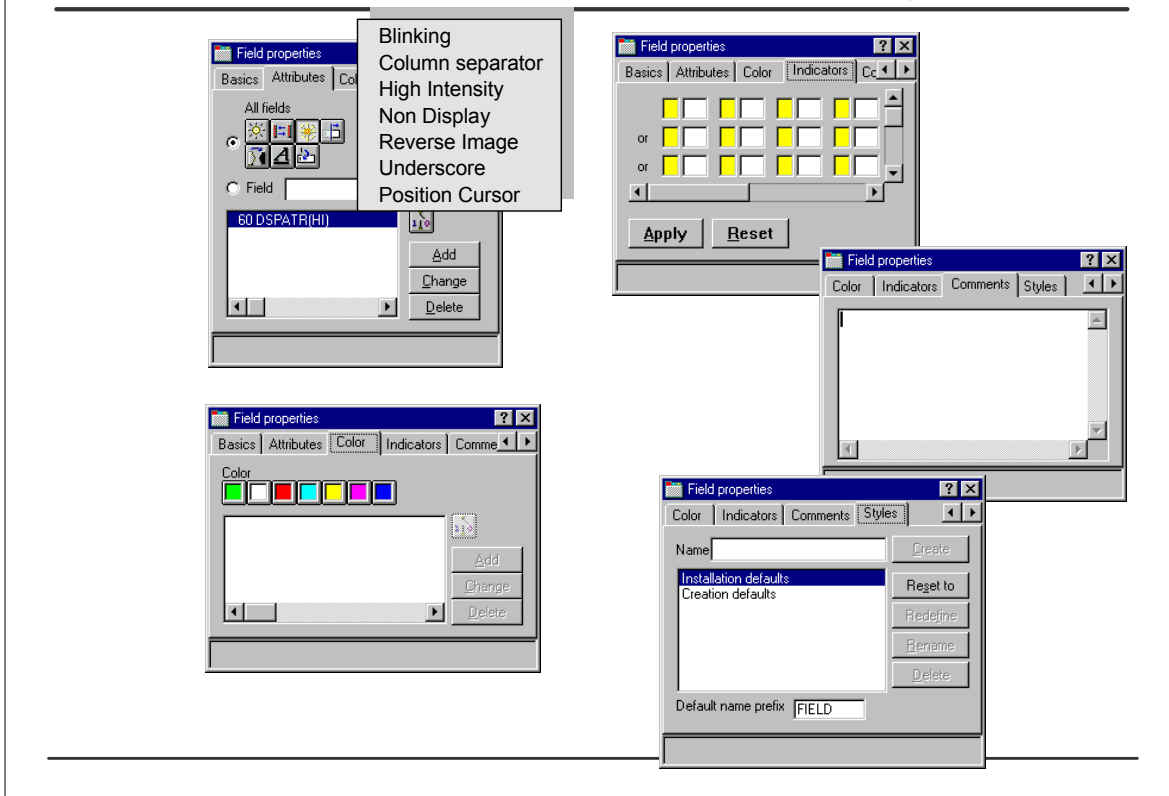 Blinking
Column separator
High Intensity
Non Display
Reverse Image
Underscore
Position Cursor
Field properties
Basics Attributes Col
All fields
Field
60 DSPATR(HI)
Add
Change
Delete
Field properties
Basics Attributes Color Indicators Cc
or
or
Apply Reset
Field properties
Color Indicators Comments Styles
Field properties
Basics Attributes Color Indicators Comme
Color
Add
Change
Delete
Field properties
Color Indicators Comments Styles
Name Create
Installation defaults
Creation defaults
Reset to
Redefine
Rename
Delete
Default name prefix FIELD